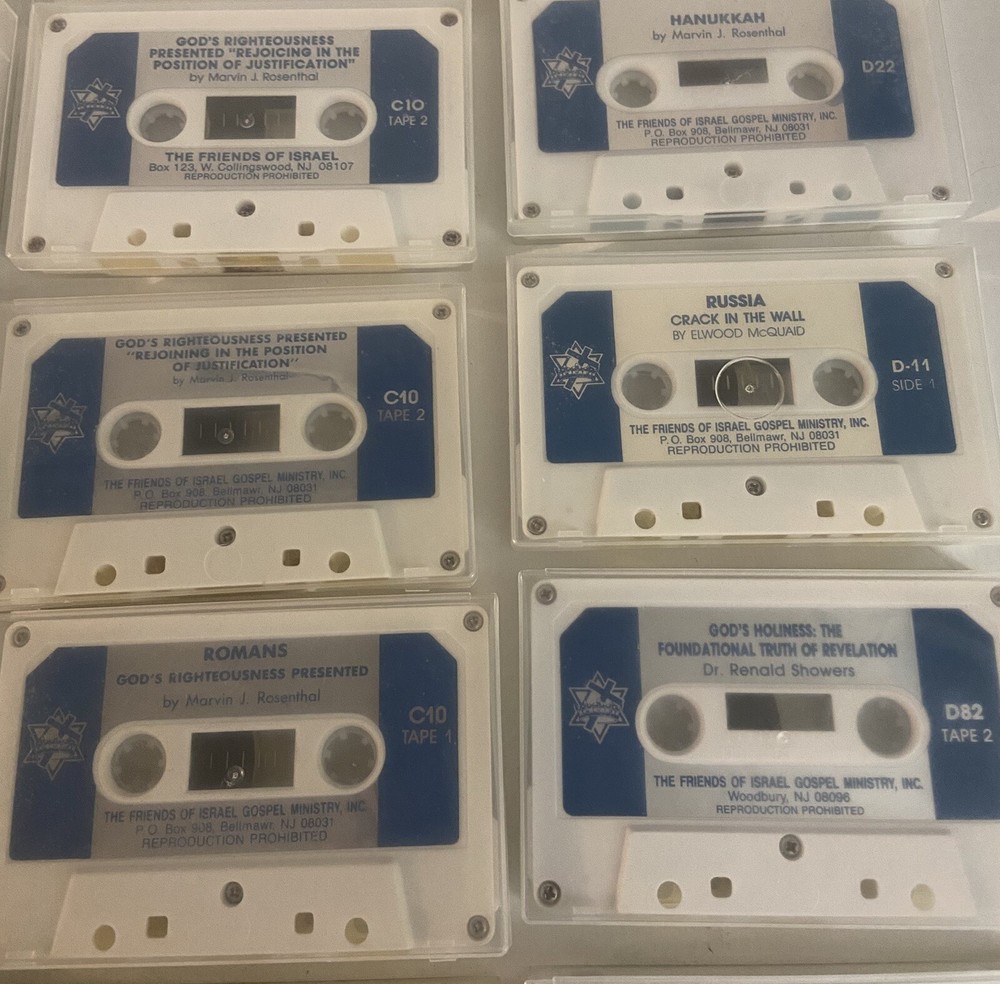 GOD'S RIGHTEOUSNESS
PRESENTED "REJOICING IN THE
POSITION OF JUSTIFICATION"
by Marvin J. Rosenthal
C10
TAPE 2
THE FRIENDS OF ISRAEL
Box 123, W. Collingswood, NJ 08107
REPRODUCTION PROHIBITED
HANUKKAH
by Marvin J. Rosenthal
D22
THE FRIENDS OF ISRAEL GOSPEL MINISTRY, INC.
P.O. Box 908, Bellmawr, NJ 08031
REPRODUCTION PROHIBITED
GOD'S RIGHTEOUSNESS PRESENTED
"REJOINING IN THE POSITION
OF JUSTIFICATION"
by Marvin J. Rosenthal
C10
TAPE 2
THE FRIENDS OF ISRAEL GOSPEL MINISTRY, INC.
P.O. Box 908, Bellmawr, NJ 08031
REPRODUCTION PROHIBITED
RUSSIA
CRACK IN THE WALL
BY ELWOOD McQUAID
D-11
SIDE 1
THE FRIENDS OF ISRAEL GOSPEL MINISTRY, INC.
P.O. Box 908, Bellmawr, NJ 08031
REPRODUCTION PROHIBITED
ROMANS
GOD'S RIGHTEOUSNESS PRESENTED
by Marvin J. Rosenthal
C10
TAPE 1
THE FRIENDS OF ISRAEL GOSPEL MINISTRY, INC.
P.O. Box 908, Bellmawr, NJ 08031
REPRODUCTION PROHIBITED
GOD'S HOLINESS: THE
FOUNDATIONAL TRUTH OF REVELATION
Dr. Renald Showers
D82
TAPE 2
THE FRIENDS OF ISRAEL GOSPEL MINISTRY, INC.
Woodbury, NJ 08096
REPRODUCTION PROHIBITED